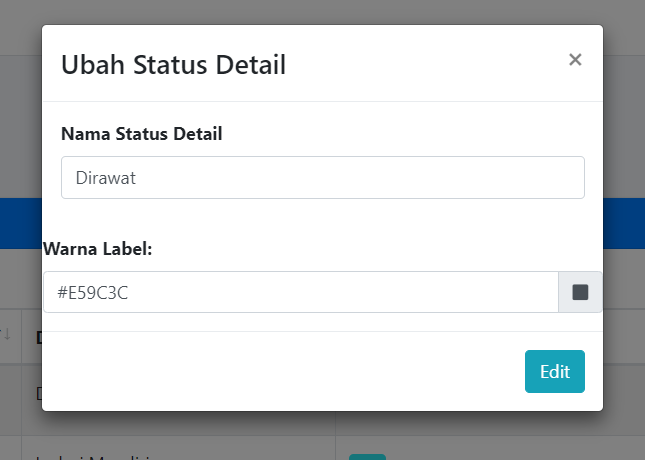 Ubah Status Detail
×
Nama Status Detail
Dirawat
Warna Label:
#E59C3C
Edit